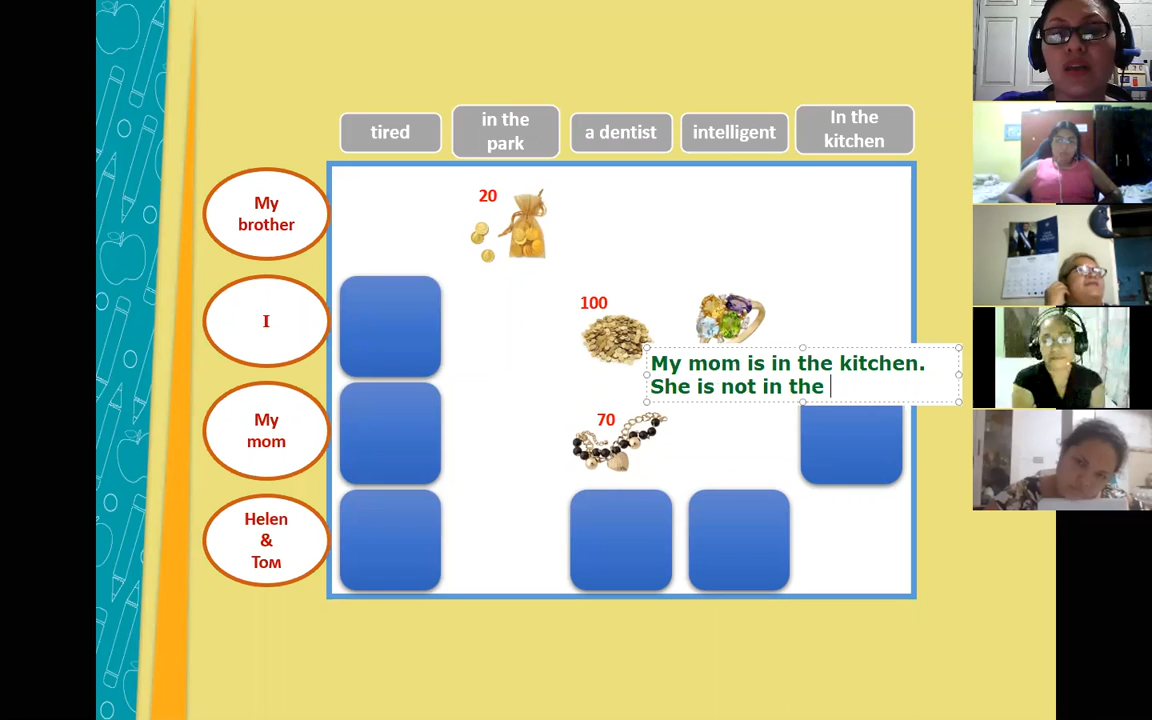 tired
in the
park
a dentist
intelligent
In the
kitchen
My
brother
20
I
100
My mom is in the kitchen.
She is not in the
My
mom
70
Helen
&
Tom